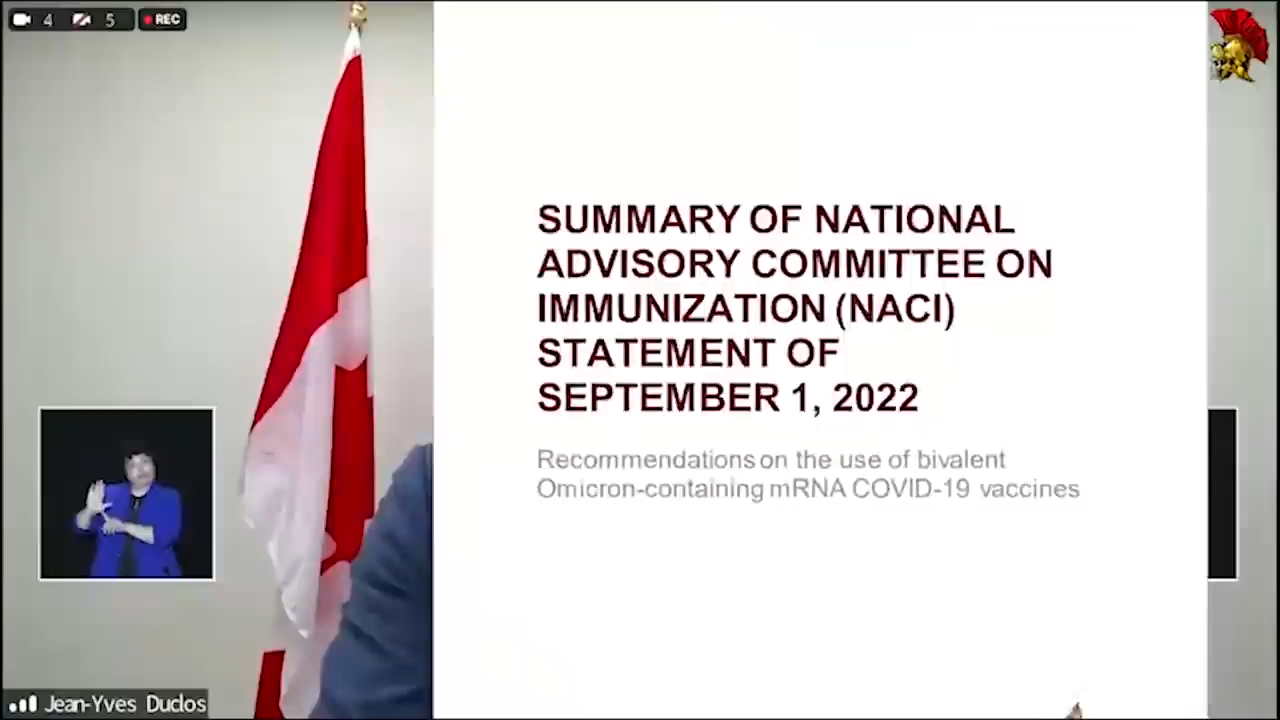 4 5 REC
SUMMARY OF NATIONAL
ADVISORY COMMITTEE ON
IMMUNIZATION (NACI)
STATEMENT OF
SEPTEMBER 1, 2022
Recommendations on the use of bivalent
Omicron-containing mRNA COVID-19 vaccines
Jean-Yves Duclos